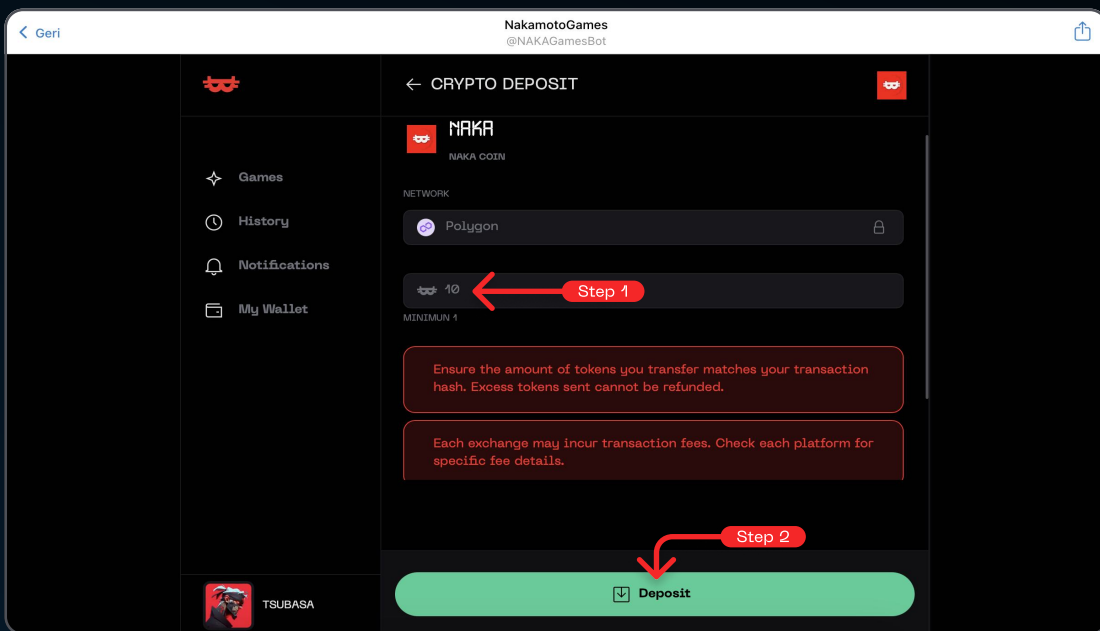 Geri
NakamotoGames
@NAKAGamesBot
CRYPTO DEPOSIT
NAKA
NAKA COIN
Games
History
Notifications
My Wallet
NETWORK
Polygon
10
Step 1
MINIMUN 1
Ensure the amount of tokens you transfer matches your transaction
hash. Excess tokens sent cannot be refunded.
Each exchange may incur transaction fees. Check each platform for
specific fee details.
Step 2
Deposit
TSUBASA